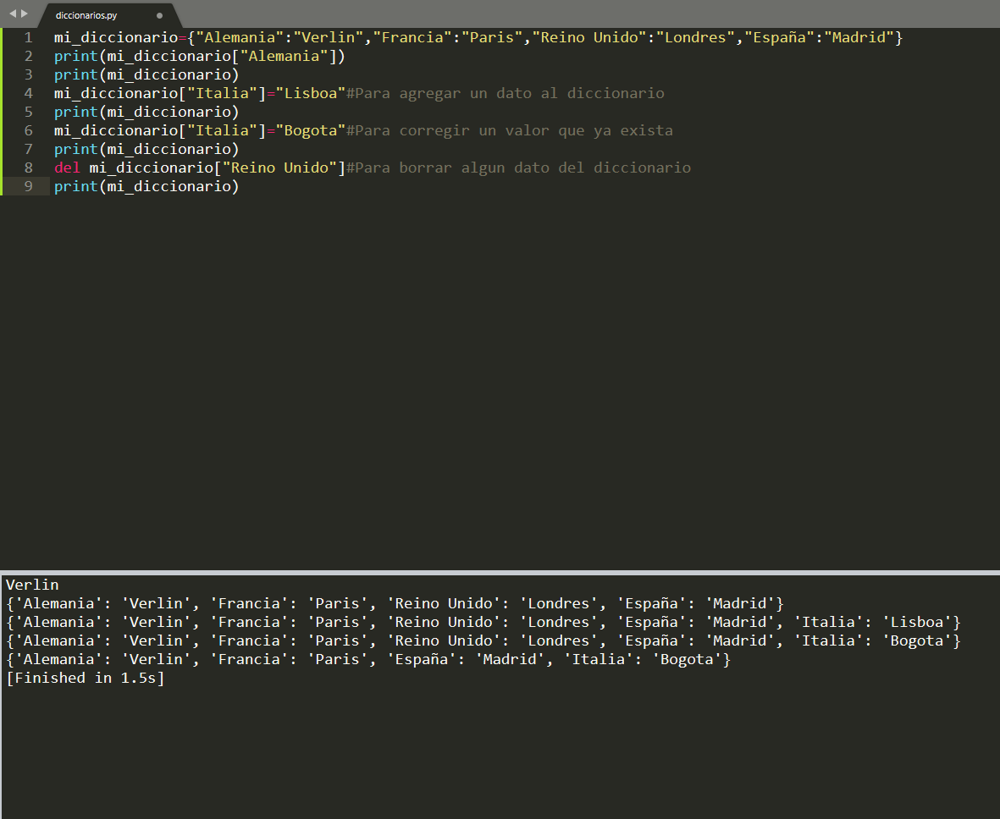 diccionarios.py
1 mi_diccionario={"Alemania":"Verlin","Francia":"Paris","Reino Unido":"Londres","España":"Madrid"}
2 print(mi_diccionario["Alemania"])
3 print(mi_diccionario)
4 mi_diccionario["Italia"]="Lisboa"#Para agregar un dato al diccionario
5 print(mi_diccionario)
6 mi_diccionario["Italia"]="Bogota"#Para corregir un valor que ya exista
7 print(mi_diccionario)
8 del mi_diccionario["Reino Unido"]#Para borrar algun dato del diccionario
9 print(mi_diccionario)
Verlin
{'Alemania': 'Verlin', 'Francia': 'Paris', 'Reino Unido': 'Londres', 'España': 'Madrid'}
{'Alemania': 'Verlin', 'Francia': 'Paris', 'Reino Unido': 'Londres', 'España': 'Madrid', 'Italia': 'Lisboa'}
{'Alemania': 'Verlin', 'Francia': 'Paris', 'Reino Unido': 'Londres', 'España': 'Madrid', 'Italia': 'Bogota'}
{'Alemania': 'Verlin', 'Francia': 'Paris', 'España': 'Madrid', 'Italia': 'Bogota'}
[Finished in 1.5s]